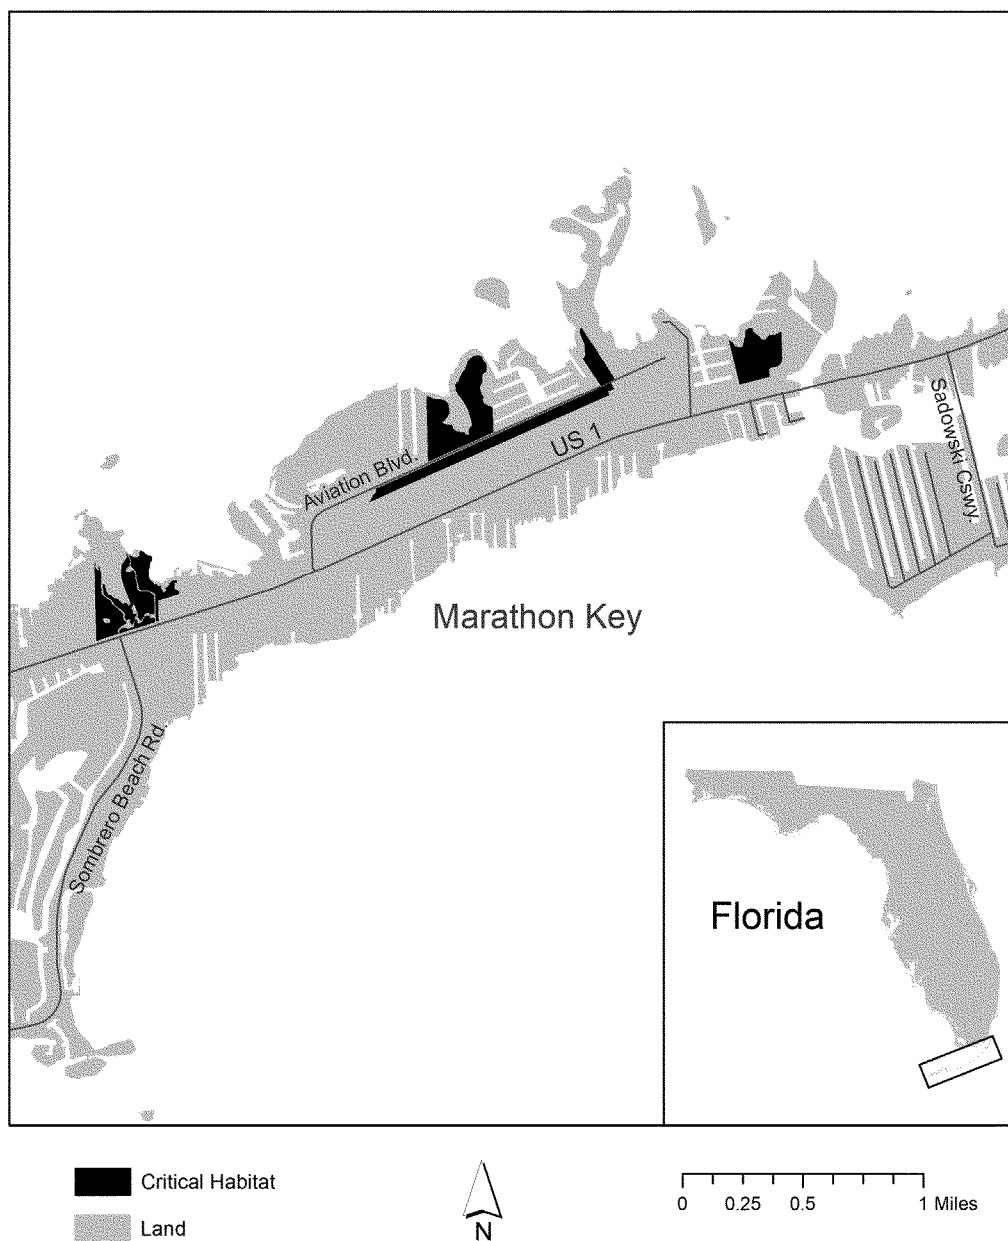 Aviation Blvd.
US 1
Sadowski Cswy.
Marathon Key
Sombrero Beach Rd.
Florida
Critical Habitat
Land
N
0 0.25 0.5 1 Miles